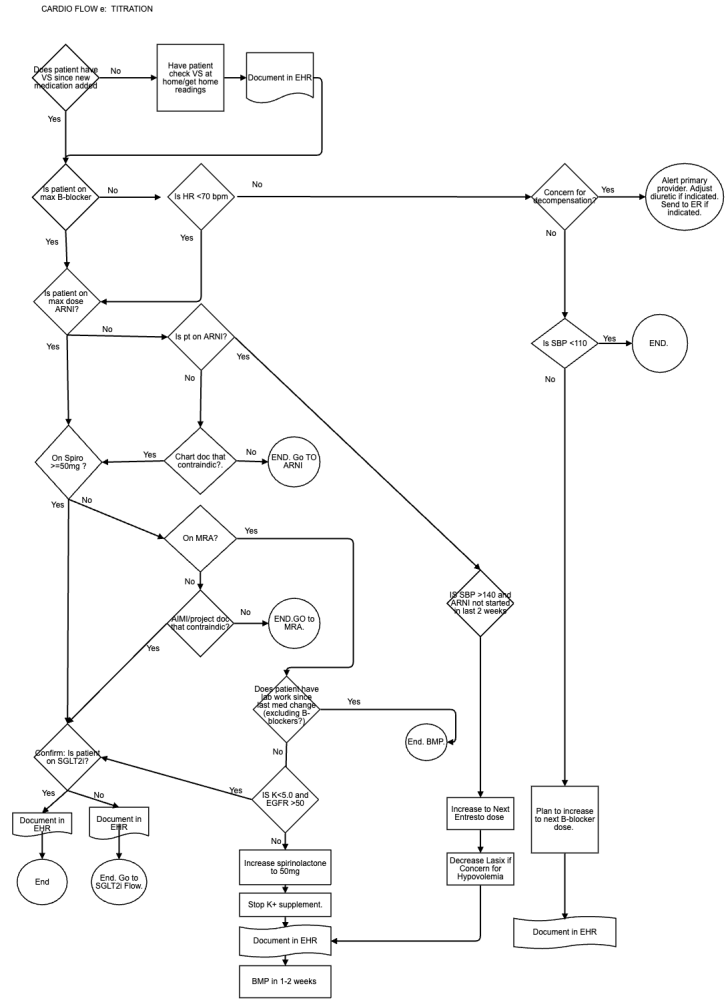 CARDIO FLOW e:  TITRATION
Does patient have
VS since new
medication added
No
Have patient
check VS at
home/get home
readings
Document in EHR
Yes
Is patient on
max B-blocker
No
Is HR <70 bpm
No
Concern for
decompensation?
Yes
Alert primary
provider. Adjust
diuretic if indicated.
Send to ER if
indicated.
Yes
Yes
No
Is patient on
max dose
ARNI?
No
Is pt on ARNI?
Yes
Yes
Is SBP <110
Yes
END.
No
No
On Spiro
>=50mg ?
Yes
Chart doc that
contraindic?.
No
END. Go TO
ARNI
Yes
No
On MRA?
Yes
No
AIMI/project doc
that contraindic?
No
END.GO to
MRA.
Yes
IS SBP >140 and
ARNI not started
in last 2 weeks
Does patient have
lab work since
last med change
(excluding B-
blockers?)
Yes
End. BMP.
No
Confirm: Is patient
on SGLT2i?
Yes
IS K<5.0 and
EGFR >50
Yes
No
Document in
EHR
Document in
EHR
End
End. Go to
SGLT2i Flow.
No
Increase spirinolactone
to 50mg
Stop K+ supplement.
Document in EHR
BMP in 1-2 weeks
Increase to Next
Entresto dose
Decrease Lasix if
Concern for
Hypovolemia
Plan to increase
to next B-blocker
dose.
Document in EHR